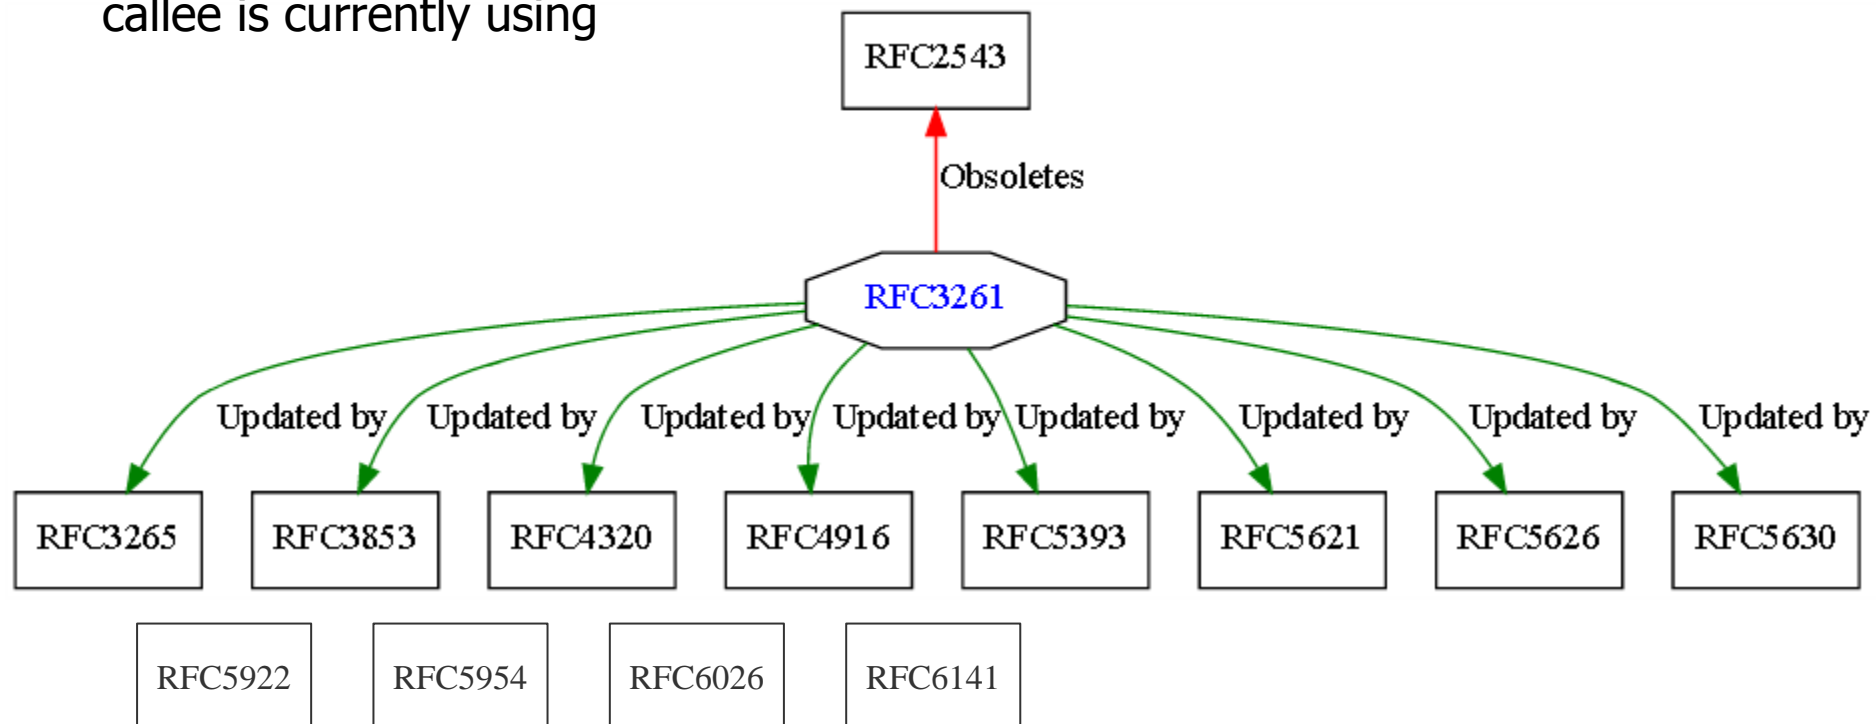 callee is currently using
RFC2543
Obsoletes
RFC3261
Updated by Updated by Updated by Updated by Updated by Updated by Updated by Updated by
RFC3265 RFC3853 RFC4320 RFC4916 RFC5393 RFC5621 RFC5626 RFC5630
RFC5922 RFC5954 RFC6026 RFC6141